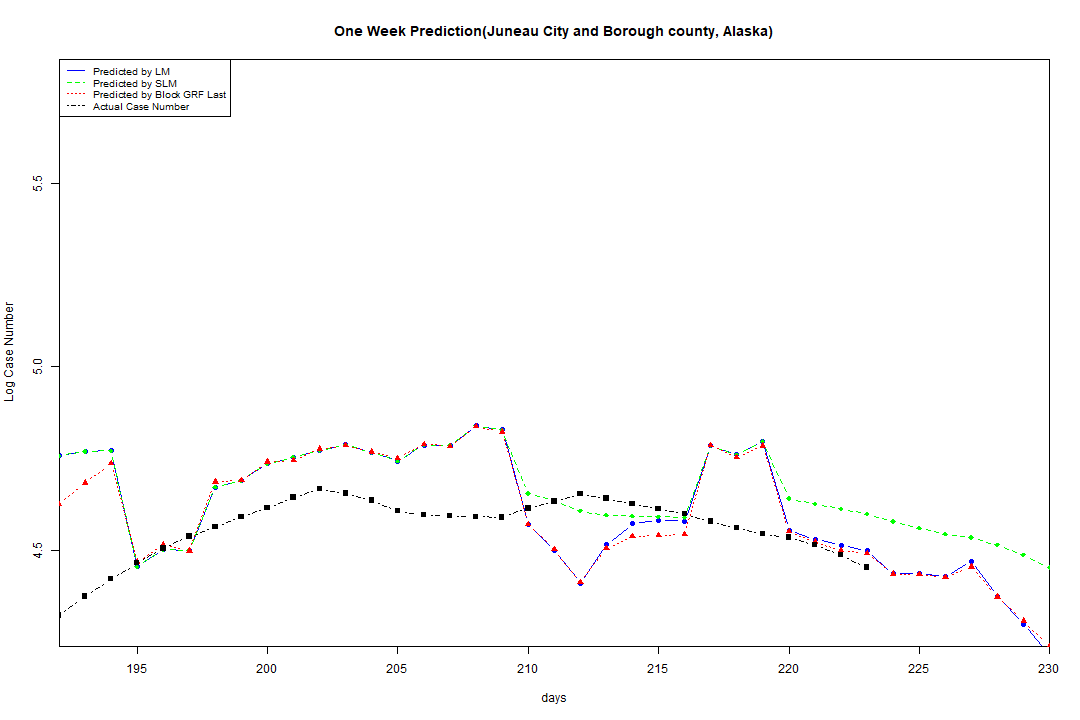 One Week Prediction(Juneau City and Borough county, Alaska)
Predicted by LM
Predicted by SLM
Predicted by Block GRF Last
Actual Case Number
5.5
5.0
4.5
Log Case Number
195 200 205 210 215 220 225 230
days